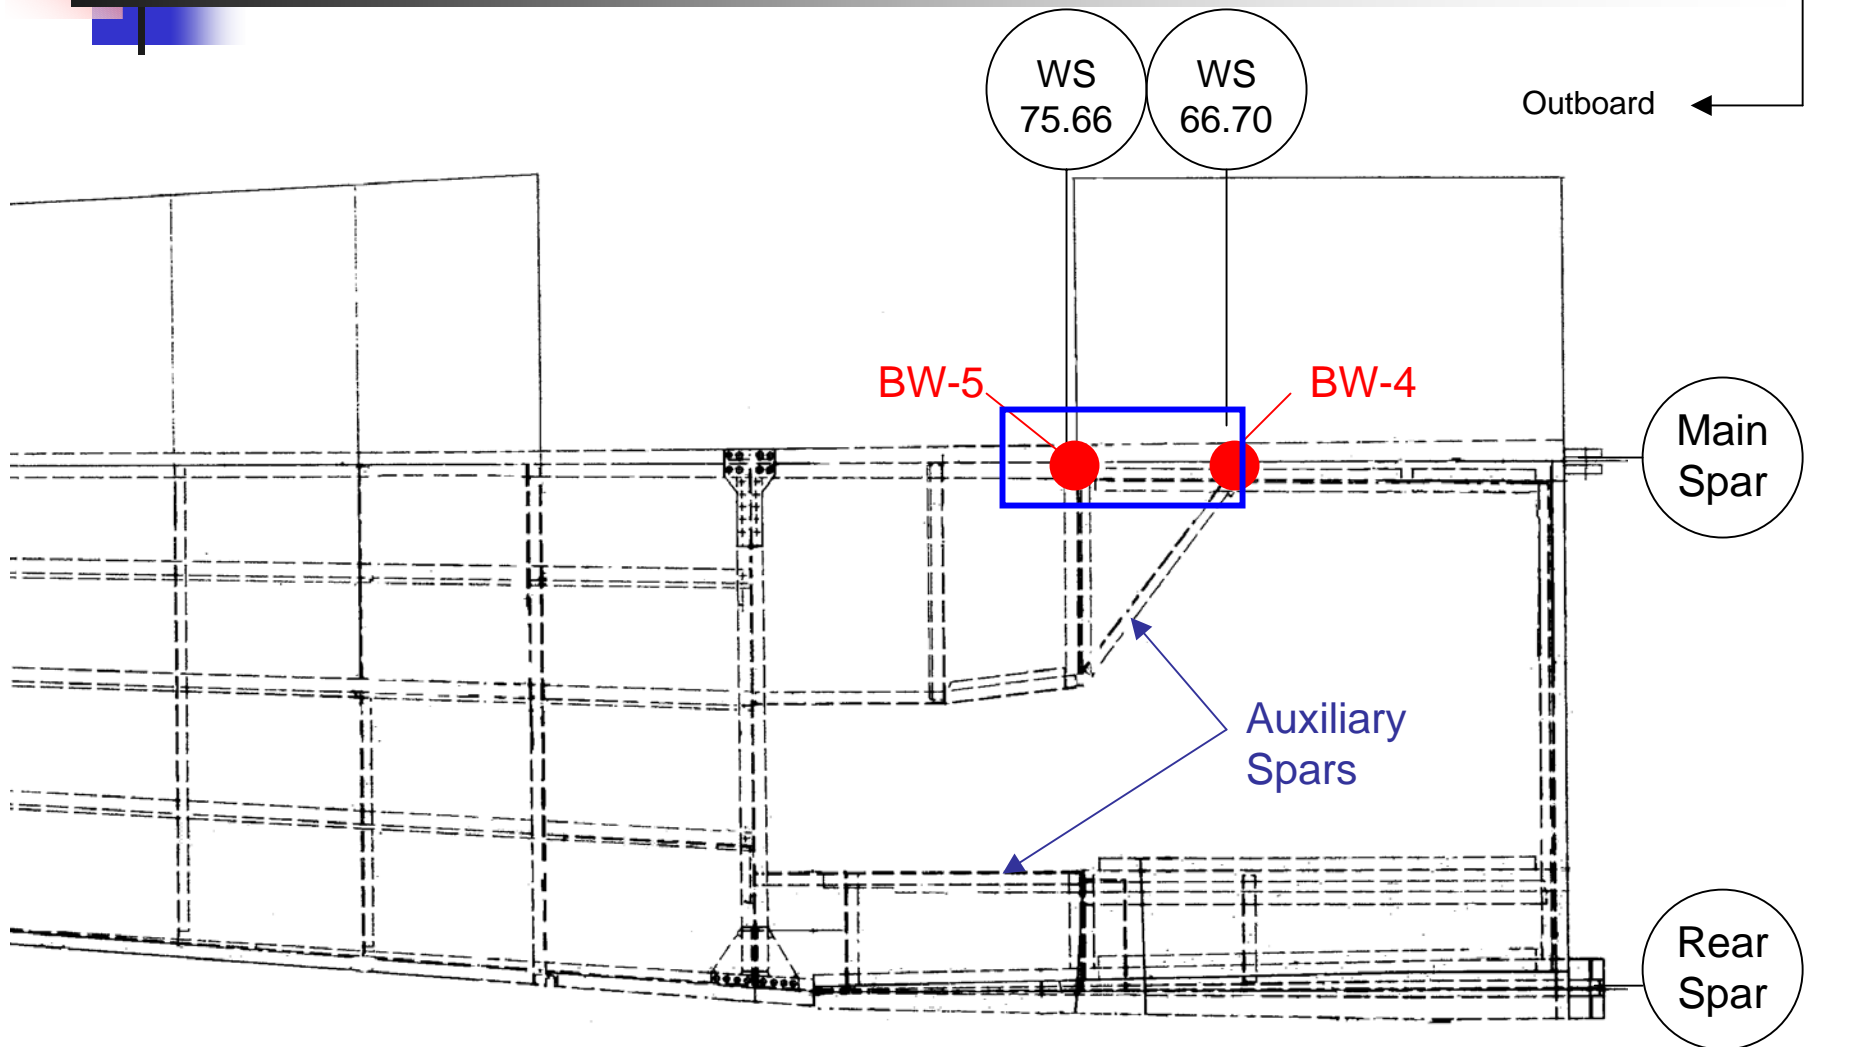 WS
75.66
WS
66.70
Outboard
BW-5
BW-4
Main
Spar
Auxiliary
Spars
Rear
Spar